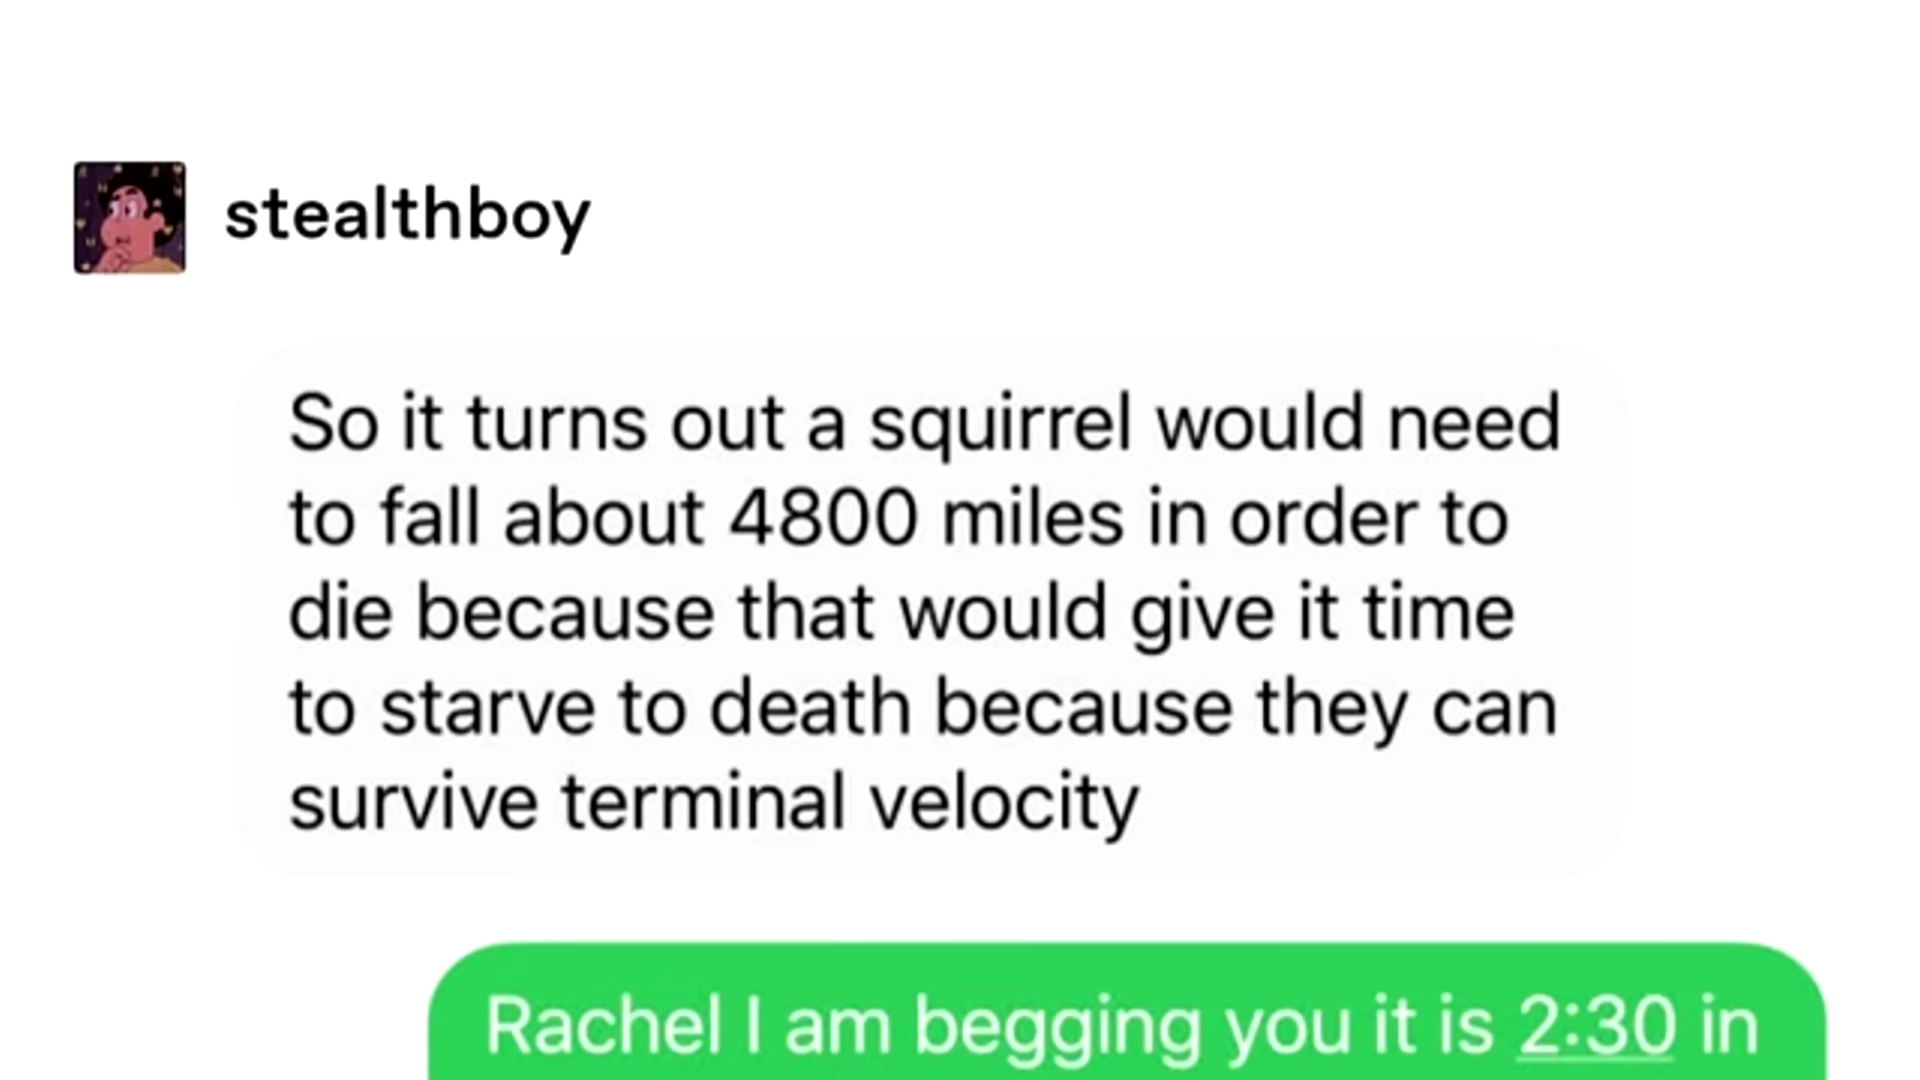 stealthboy
So it turns out a squirrel would need
to fall about 4800 miles in order to
die because that would give it time
to starve to death because they can
survive terminal velocity
Rachel I am begging you it is 2:30 in